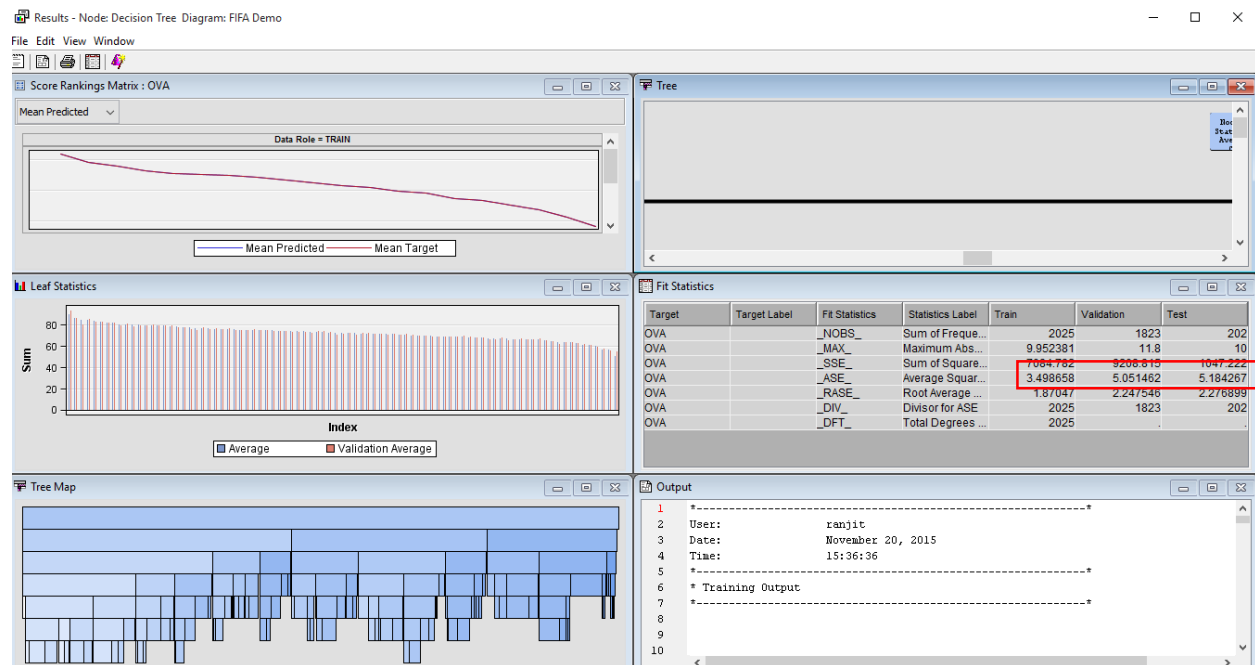 Results - Node: Decision Tree Diagram: FIFA Demo
File Edit View Window
Score Rankings Matrix : OVA
Mean Predicted
Data Role = TRAIN
Mean Predicted Mean Target
Tree
Leaf Statistics
Sum
80
60
40
20
0
Index
Average Validation Average
Fit Statistics
Target Target Label Fit Statistics Statistics Label Train Validation Test
OVA _NOBS_ Sum of Freque... 2025 1823 202
OVA _MAX_ Maximum Abs... 9.952381 11.8 10
OVA _SSE_ Sum of Square... 7084.782 9208.815 1047.222
OVA _ASE_ Average Squar... 3.498658 5.051462 5.184267
OVA _RASE_ Root Average ... 1.87047 2.247546 2.276899
OVA _DIV_ Divisor for ASE 2025 1823 202
OVA _DFT_ Total Degrees ... 2025 . .
Tree Map
Output
1 *------------------------------------------------------------*
2 User: ranjit
3 Date: November 20, 2015
4 Time: 15:36:36
5 *------------------------------------------------------------*
6 * Training Output
7 *------------------------------------------------------------*
8
9
10